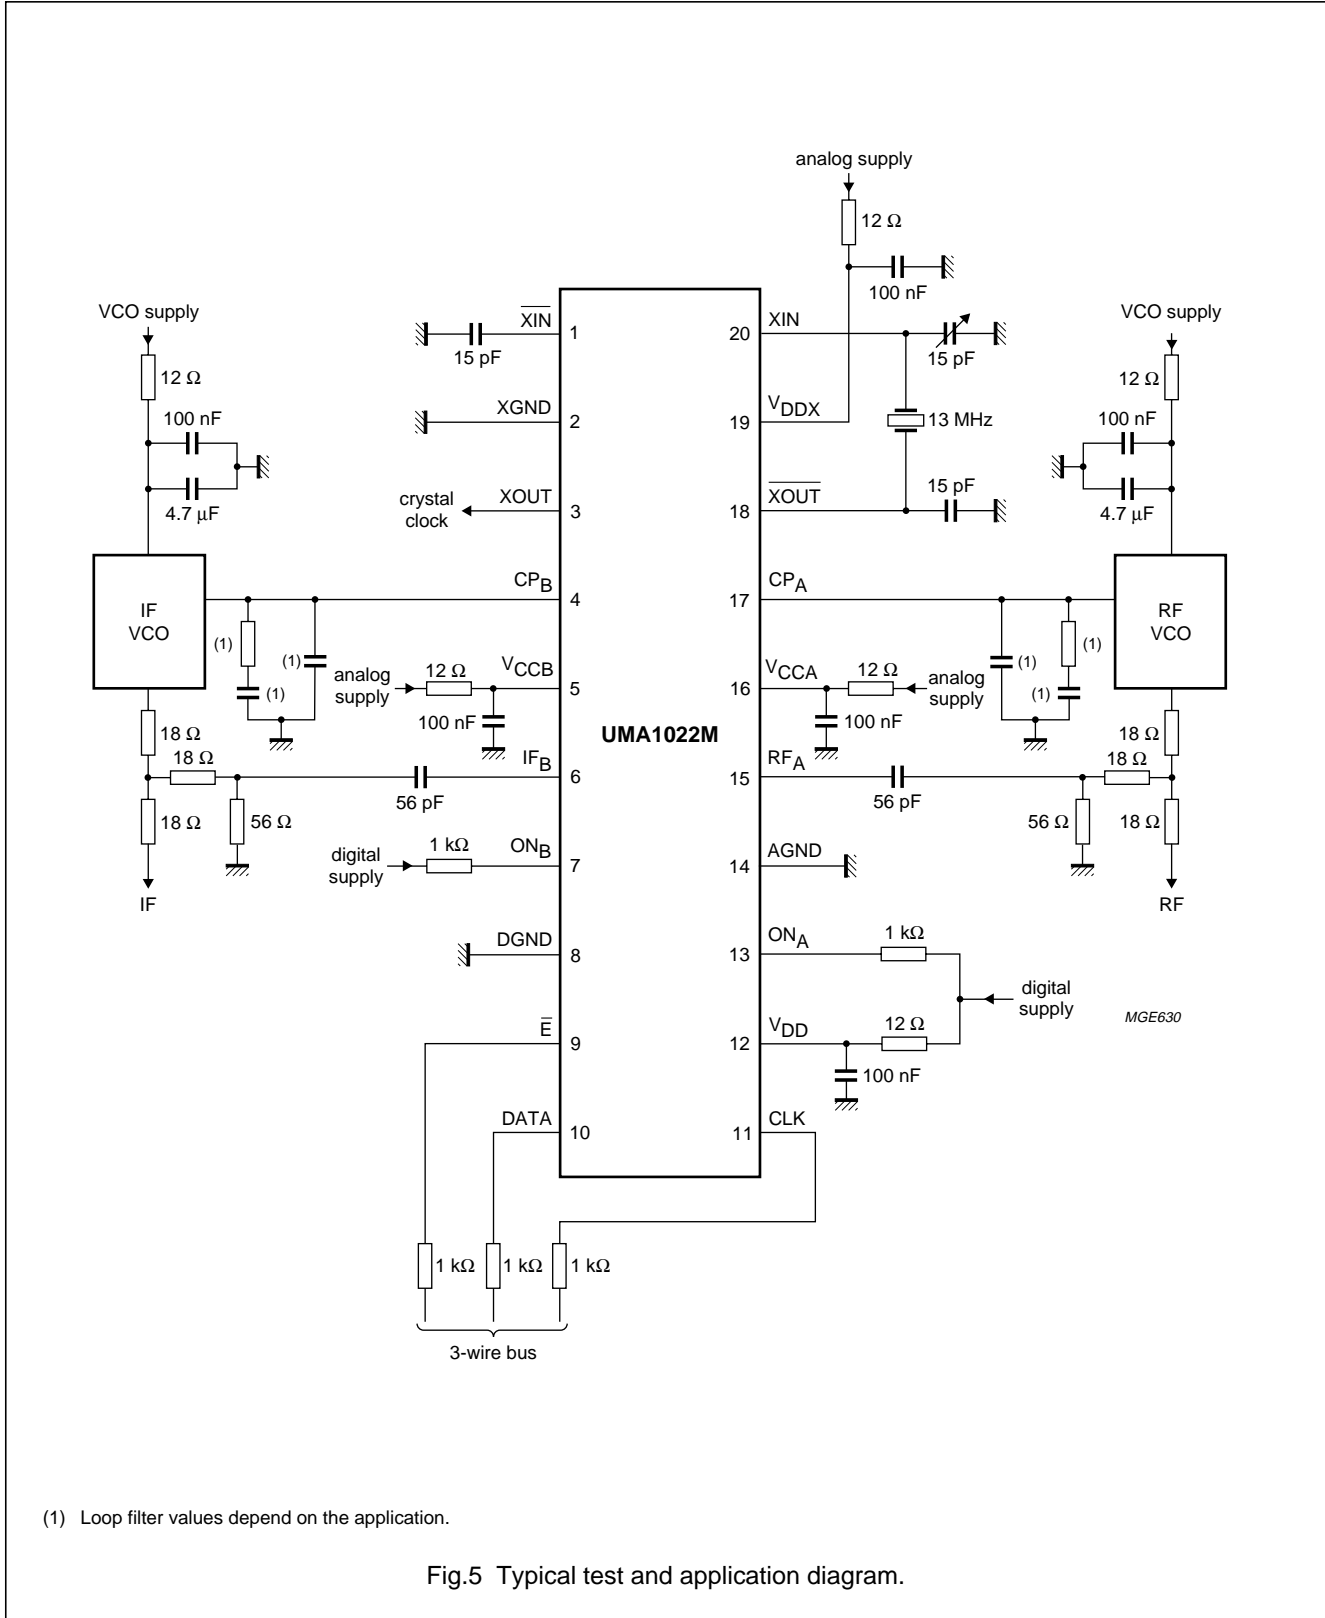 analog supply
12 Ω
100 nF
VCO supply
12 Ω
100 nF
4.7 μF
XIN
1
15 pF
20
XIN
15 pF
VCO supply
12 Ω
100 nF
4.7 μF
XGND
2
19
VDDX
13 MHz
crystal
clock
XOUT
3
18
XOUT
15 pF
IF
VCO
CPB
4
17
CPA
RF
VCO
(1)
(1)
(1)
(1)
(1)
(1)
analog
supply
12 Ω
VCCB
5
100 nF
16
VCCA
12 Ω
analog
supply
100 nF
UMA1022M
18 Ω
18 Ω
18 Ω
56 Ω
56 pF
IFB
6
15
RFA
56 pF
18 Ω
18 Ω
56 Ω
18 Ω
IF
RF
digital
supply
1 kΩ
ONB
7
14
AGND
DGND
8
13
ONA
1 kΩ
digital
supply
MGE630
E
9
12
VDD
12 Ω
100 nF
DATA
10
11
CLK
1 kΩ
1 kΩ
1 kΩ
3-wire bus
(1) Loop filter values depend on the application.
Fig.5 Typical test and application diagram.